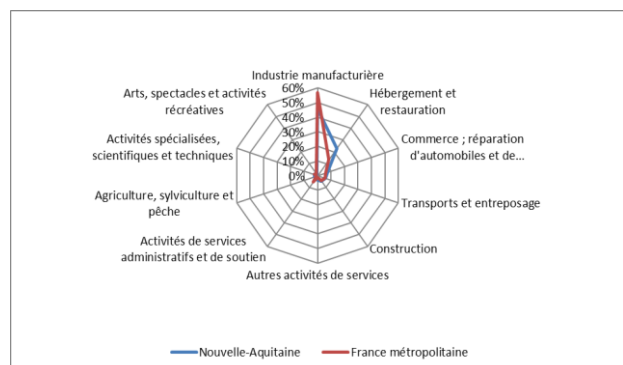 Industrie manufacturière
60%
50%
40%
30%
20%
10%
0%
Hébergement et
restauration
Commerce ; réparation
d'automobiles et de...
Transports et entreposage
Construction
Autres activités de services
Activités de services
administratifs et de soutien
Agriculture, sylviculture et
pêche
Activités spécialisées,
scientifiques et techniques
Arts, spectacles et activités
récréatives
Nouvelle-Aquitaine
France métropolitaine